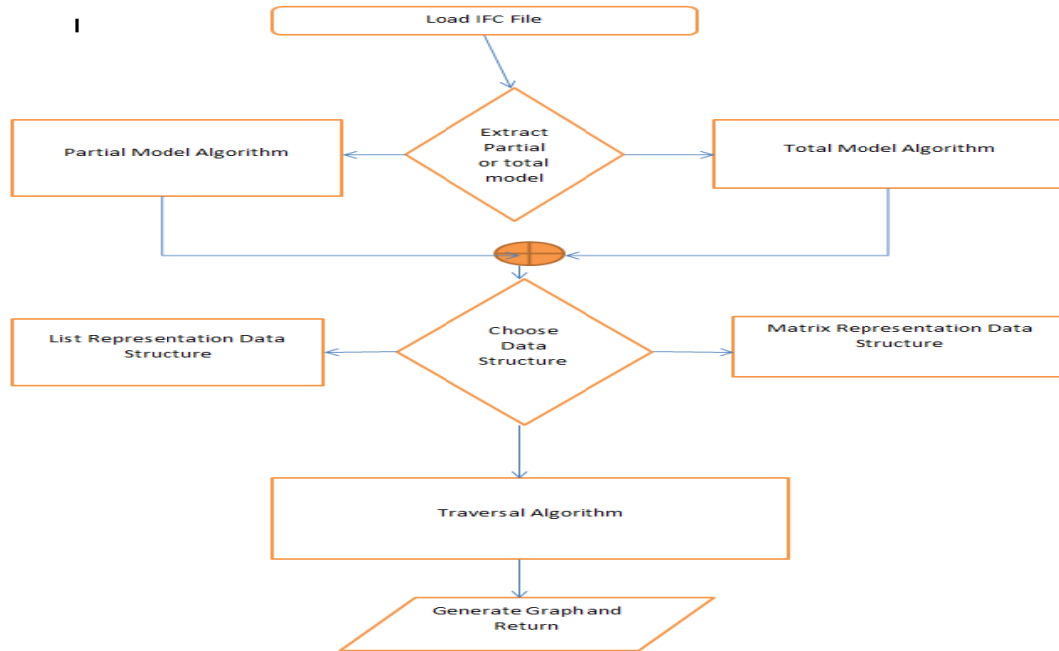 I
Load IFC File
Extract
Partial
or total
model
Partial Model Algorithm
Total Model Algorithm
Choose
Data
Structure
List Representation Data
Structure
Matrix Representation Data
Structure
Traversal Algorithm
Generate Graph and
Return